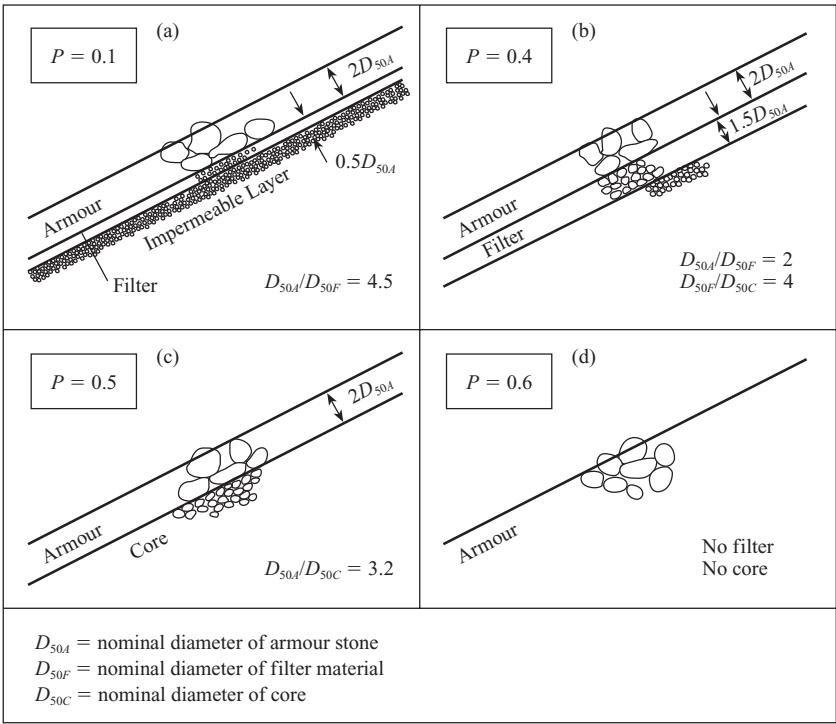 (a)
P = 0.1
2D50A
0.5D50A
Armour
Impermeable Layer
Filter
D50A/D50F = 4.5
(b)
P = 0.4
2D50A
1.5D50A
Armour
Filter
D50A/D50F = 2
D50F/D50C = 4
(c)
P = 0.5
2D50A
Armour
Core
D50A/D50C = 3.2
(d)
P = 0.6
Armour
No filter
No core
D50A = nominal diameter of armour stone
D50F = nominal diameter of filter material
D50C = nominal diameter of core